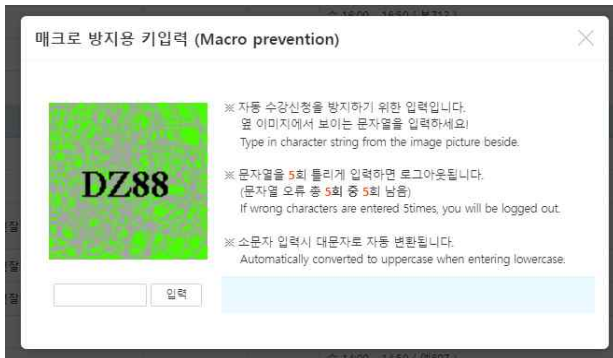 매크로 방지용 키입력 (Macro prevention)
※ 자동 수강신청을 방지하기 위한 입력입니다.
옆 이미지에서 보이는 문자열을 입력하세요!
Type in character string from the image picture beside.
DZ88
※ 문자열을 5회 틀리게 입력하면 로그아웃됩니다.
(문자열 오류 총 5회 중 5회 남음)
If wrong characters are entered 5times, you will be logged out.
※ 소문자 입력시 대문자로 자동 변환됩니다.
Automatically converted to uppercase when entering lowercase.
입력